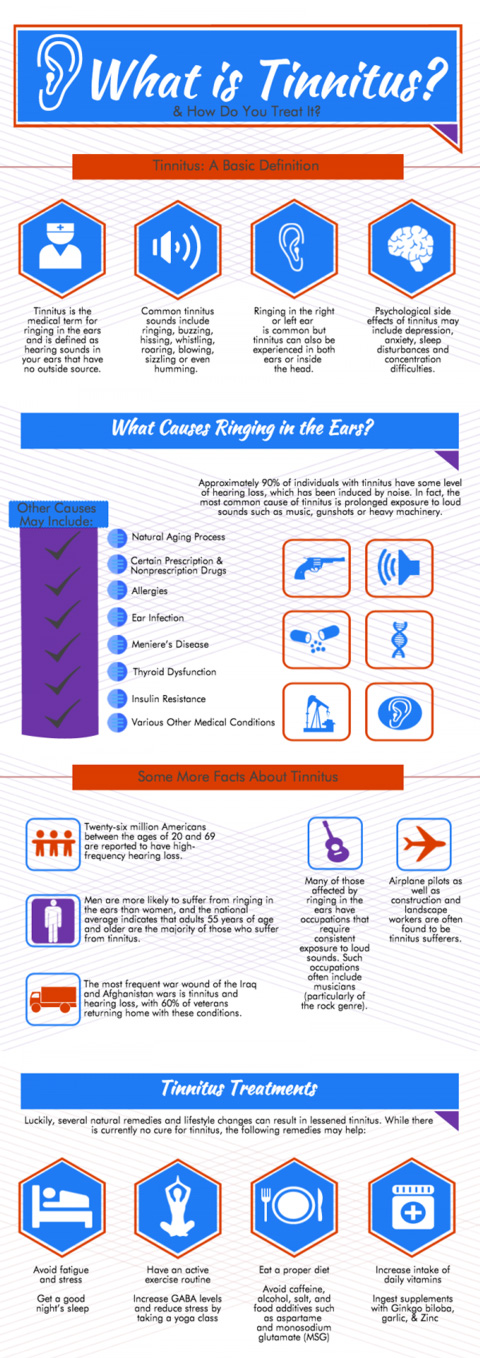 What is Tinnitus?
& How Do You Treat It?
Tinnitus: A Basic Definition
Tinnitus is the
medical term for
ringing in the ears
and is defined as
hearing sounds in
your ears that have
no outside source.
Common tinnitus
sounds include
ringing, buzzing,
hissing, whistling,
roaring, blowing,
sizzling or even
humming.
Ringing in the right
or left ear
is common but
tinnitus can also be
experienced in both
ears or inside
the head.
Psychological side
effects of tinnitus may
include depression,
anxiety, sleep
disturbances and
concentration
difficulties.
What Causes Ringing in the Ears?
Approximately 90% of individuals with tinnitus have some level
of hearing loss, which has been induced by noise. In fact, the
most common cause of tinnitus is prolonged exposure to loud
sounds such as music, gunshots or heavy machinery.
Other Causes
May Include:
Natural Aging Process
Certain Prescription &
Nonprescription Drugs
Allergies
Ear Infection
Meniere's Disease
Thyroid Dysfunction
Insulin Resistance
Various Other Medical Conditions
Some More Facts About Tinnitus
Twenty-six million Americans
between the ages of 20 and 69
are reported to have high-
frequency hearing loss.
Men are more likely to suffer from ringing in
the ears than women, and the national
average indicates that adults 55 years of age
and older are the majority of those who suffer
from tinnitus.
The most frequent war wound of the Iraq
and Afghanistan wars is tinnitus and
hearing loss, with 60% of veterans
returning home with these conditions.
Many of those
affected by
ringing in the
ears have
occupations that
require
consistent
exposure to loud
sounds. Such
occupations
often include
musicians
(particularly of
the rock genre).
Airplane pilots as
well as
construction and
landscape
workers are often
found to be
tinnitus sufferers.
Tinnitus Treatments
Luckily, several natural remedies and lifestyle changes can result in lessened tinnitus. While there
is currently no cure for tinnitus, the following remedies may help:
Avoid fatigue
and stress
Get a good
night's sleep
Have an active
exercise routine
Increase GABA levels
and reduce stress by
taking a yoga class
Eat a proper diet
Avoid caffeine,
alcohol, salt, and
food additives such
as aspartame
and monosodium
glutamate (MSG)
Increase intake of
daily vitamins
Ingest supplements
with Ginkgo biloba,
garlic, & Zinc